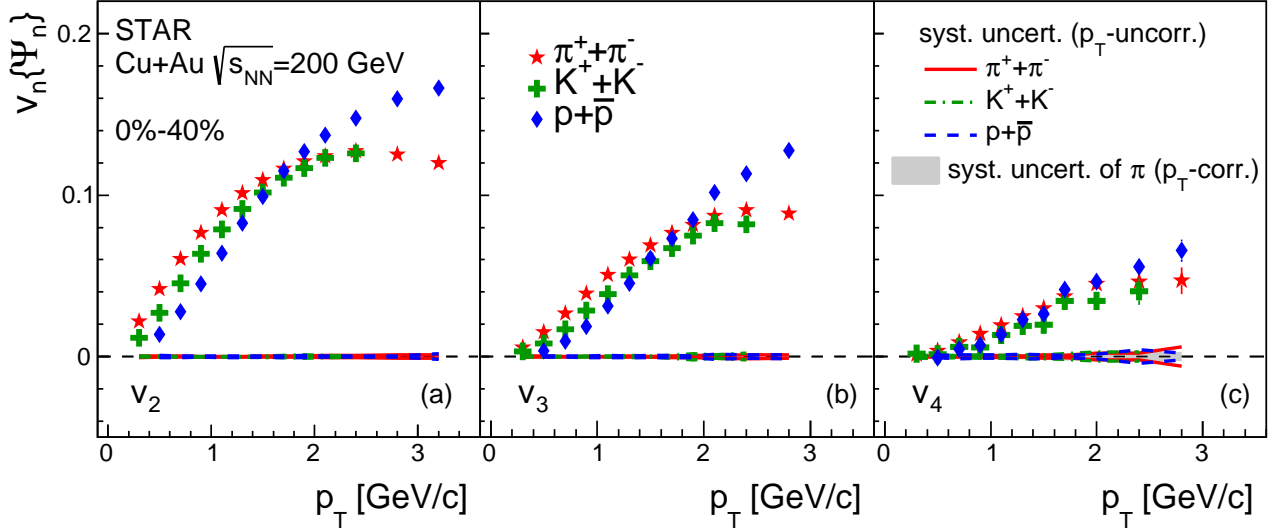 v_n{Ψ_n}
0.2
0.1
0
STAR
Cu+Au √s_NN=200 GeV
0%-40%
π⁺+π⁻
K⁺+K⁻
p+p̅
syst. uncert. (p_T-uncorr.)
π⁺+π⁻
K⁺+K⁻
p+p̅
syst. uncert. of π (p_T-corr.)
v_2 (a)
v_3 (b)
v_4 (c)
0 1 2 3 0 1 2 3 0 1 2 3
p_T [GeV/c] p_T [GeV/c] p_T [GeV/c]